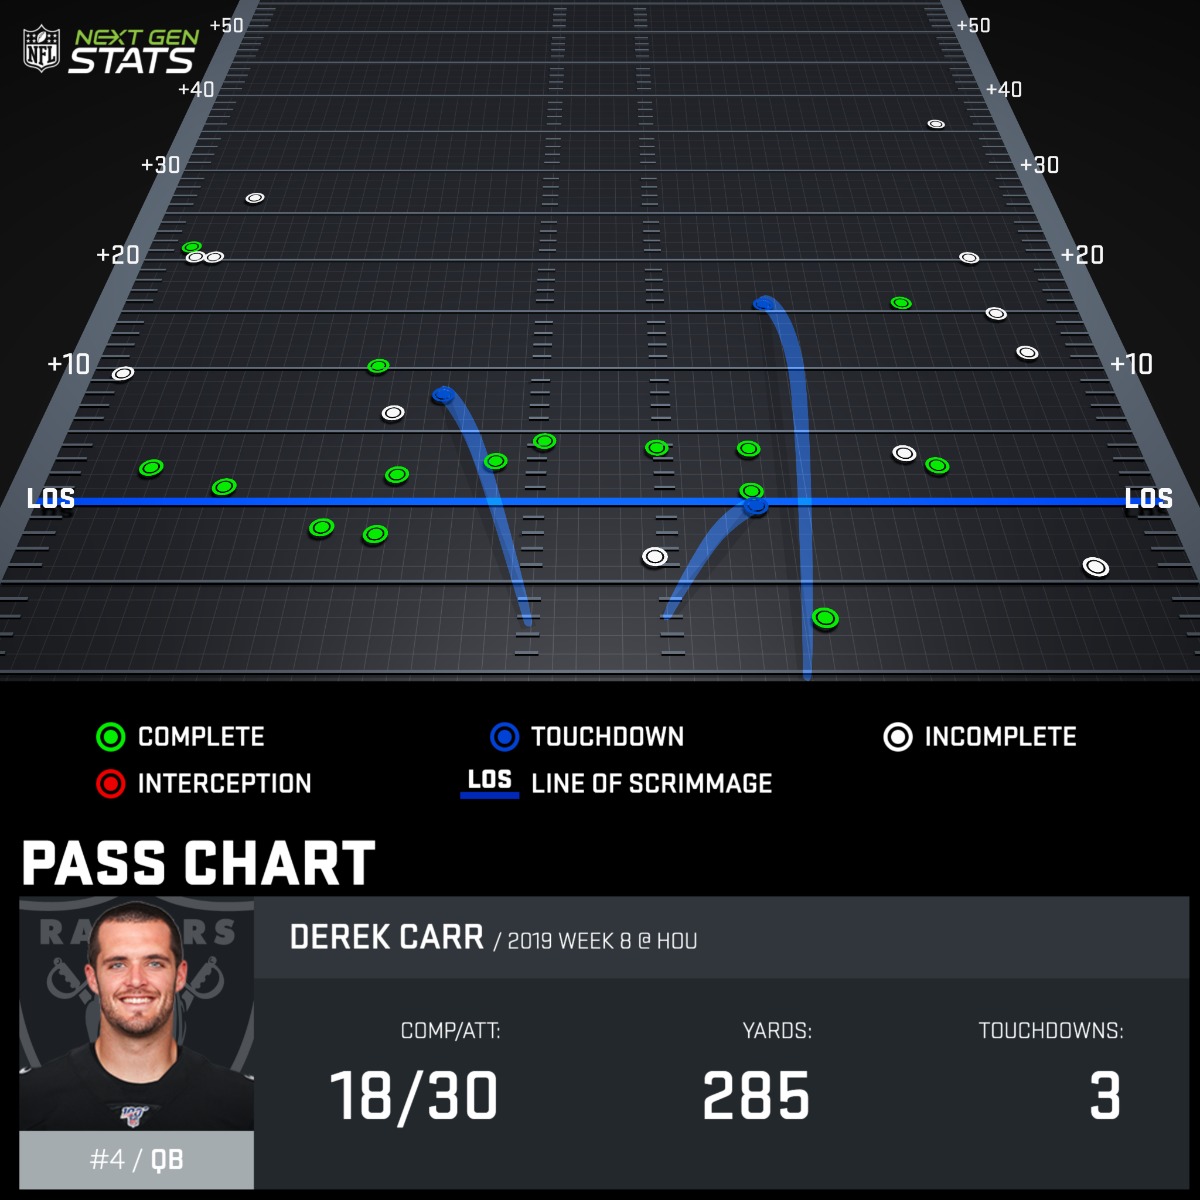 NFL
NEXT GEN
STATS
+50 +50
+40 +40
+30 +30
+20 +20
+10 +10
LOS LOS
COMPLETE TOUCHDOWN INCOMPLETE
INTERCEPTION LOS LINE OF SCRIMMAGE
PASS CHART
DEREK CARR / 2019 WEEK 8 @ HOU
COMP/ATT: YARDS: TOUCHDOWNS:
18/30 285 3
#4 / QB